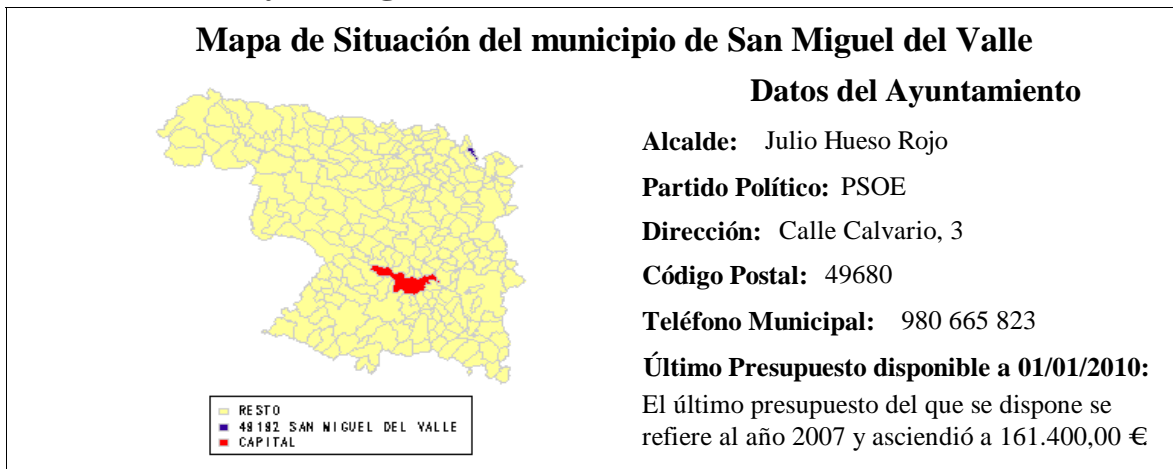 Mapa de Situación del municipio de San Miguel del Valle
Datos del Ayuntamiento
Alcalde: Julio Hueso Rojo
Partido Político: PSOE
Dirección: Calle Calvario, 3
Código Postal: 49680
Teléfono Municipal: 980 665 823
Último Presupuesto disponible a 01/01/2010:
El último presupuesto del que se dispone se
refiere al año 2007 y ascendió a 161.400,00 €
RESTO
49192 SAN MIGUEL DEL VALLE
CAPITAL